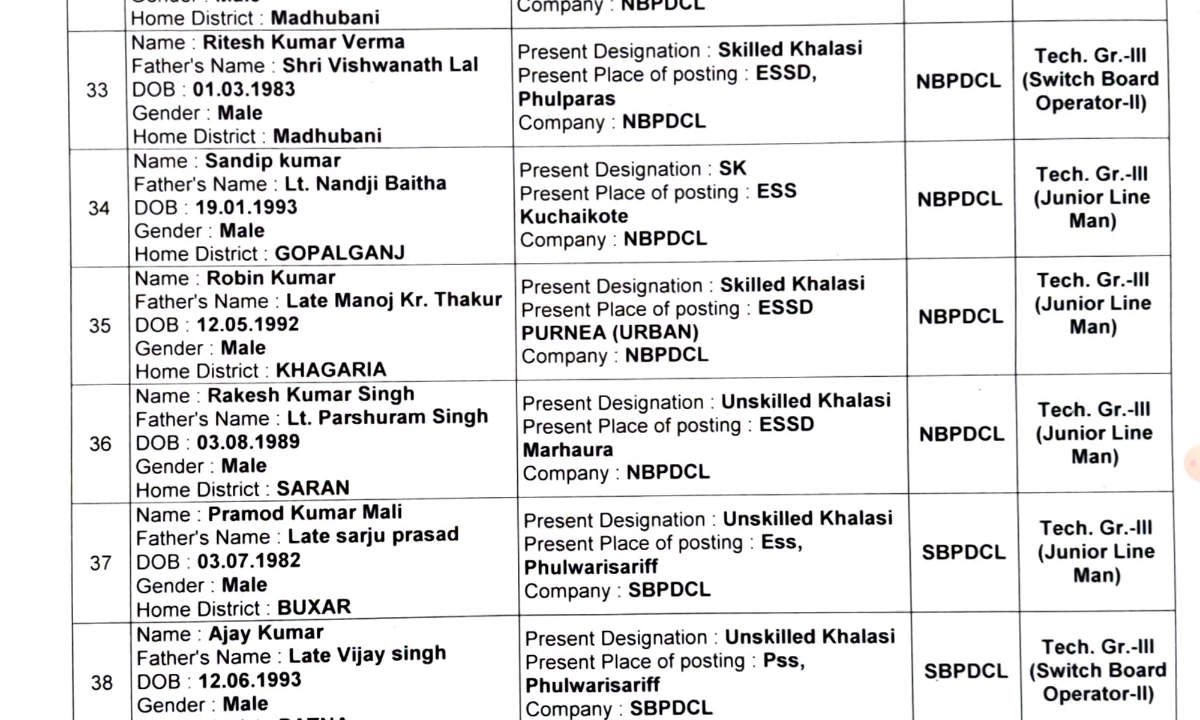 Home District : Madhubani
Company : NBPDCL
33
Name : Ritesh Kumar Verma
Father's Name : Shri Vishwanath Lal
DOB : 01.03.1983
Gender : Male
Home District : Madhubani
Present Designation : Skilled Khalasi
Present Place of posting : ESSD,
Phulparas
Company : NBPDCL
NBPDCL
Tech. Gr.-III
(Switch Board
Operator-II)
34
Name : Sandip kumar
Father's Name : Lt. Nandji Baitha
DOB : 19.01.1993
Gender : Male
Home District : GOPALGANJ
Present Designation : SK
Present Place of posting : ESS
Kuchaikote
Company : NBPDCL
NBPDCL
Tech. Gr.-III
(Junior Line
Man)
35
Name : Robin Kumar
Father's Name : Late Manoj Kr. Thakur
DOB : 12.05.1992
Gender : Male
Home District : KHAGARIA
Present Designation : Skilled Khalasi
Present Place of posting : ESSD
PURNEA (URBAN)
Company : NBPDCL
NBPDCL
Tech. Gr.-III
(Junior Line
Man)
36
Name : Rakesh Kumar Singh
Father's Name : Lt. Parshuram Singh
DOB : 03.08.1989
Gender : Male
Home District : SARAN
Present Designation : Unskilled Khalasi
Present Place of posting : ESSD
Marhaura
Company : NBPDCL
NBPDCL
Tech. Gr.-III
(Junior Line
Man)
37
Name : Pramod Kumar Mali
Father's Name : Late sarju prasad
DOB : 03.07.1982
Gender : Male
Home District : BUXAR
Present Designation : Unskilled Khalasi
Present Place of posting : Ess,
Phulwarisariff
Company : SBPDCL
SBPDCL
Tech. Gr.-III
(Junior Line
Man)
38
Name : Ajay Kumar
Father's Name : Late Vijay singh
DOB : 12.06.1993
Gender : Male
Present Designation : Unskilled Khalasi
Present Place of posting : Pss,
Phulwarisariff
Company : SBPDCL
SBPDCL
Tech. Gr.-III
(Switch Board
Operator-II)